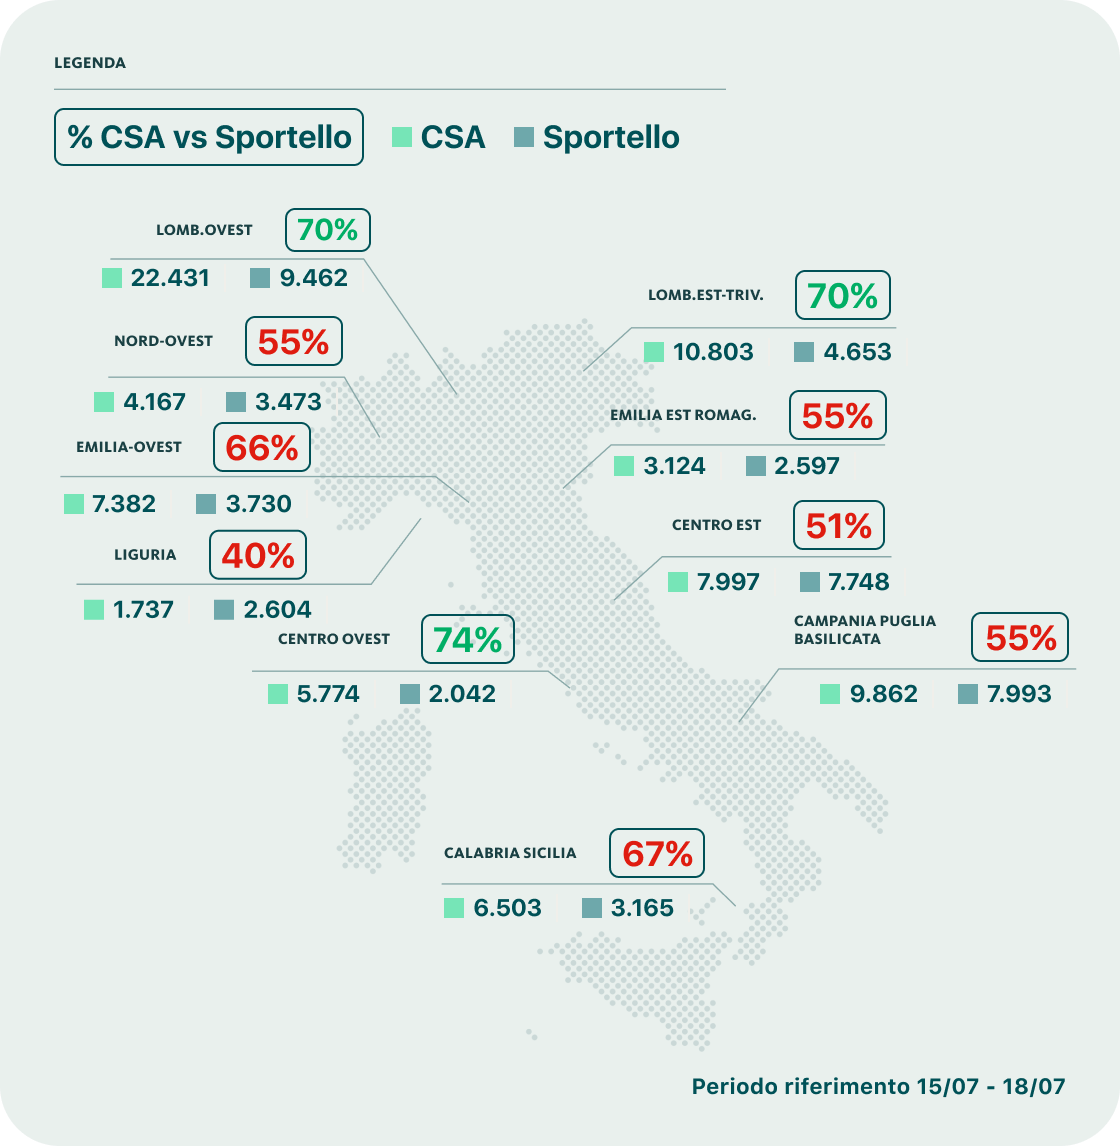 LEGENDA
% CSA vs Sportello CSA Sportello
LOMB.OVEST 70%
22.431 9.462
LOMB.EST-TRIV. 70%
10.803 4.653
NORD-OVEST 55%
4.167 3.473
EMILIA EST ROMAG. 55%
3.124 2.597
EMILIA-OVEST 66%
7.382 3.730
CENTRO EST 51%
7.997 7.748
LIGURIA 40%
1.737 2.604
CENTRO OVEST 74%
5.774 2.042
CAMPANIA PUGLIA
BASILICATA 55%
9.862 7.993
CALABRIA SICILIA 67%
6.503 3.165
Periodo riferimento 15/07 - 18/07